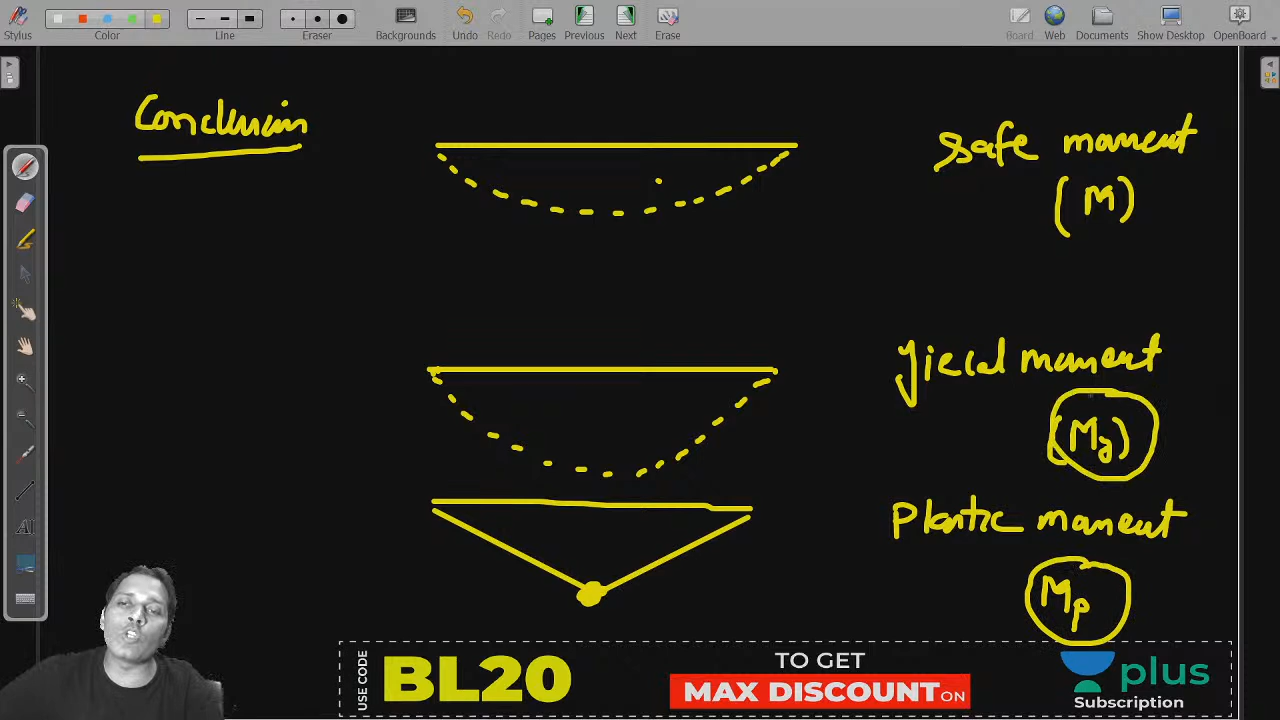 Stylus
Color
Line
Eraser
Backgrounds
Undo
Redo
Pages
Previous
Next
Erase
Board
Web
Documents
Show Desktop
OpenBoard
Conclusion
safe moment
(M)
yield moment
(My)
Plastic moment
Mp
USE CODE
BL20
TO GET
MAX DISCOUNT ON
plus
Subscription